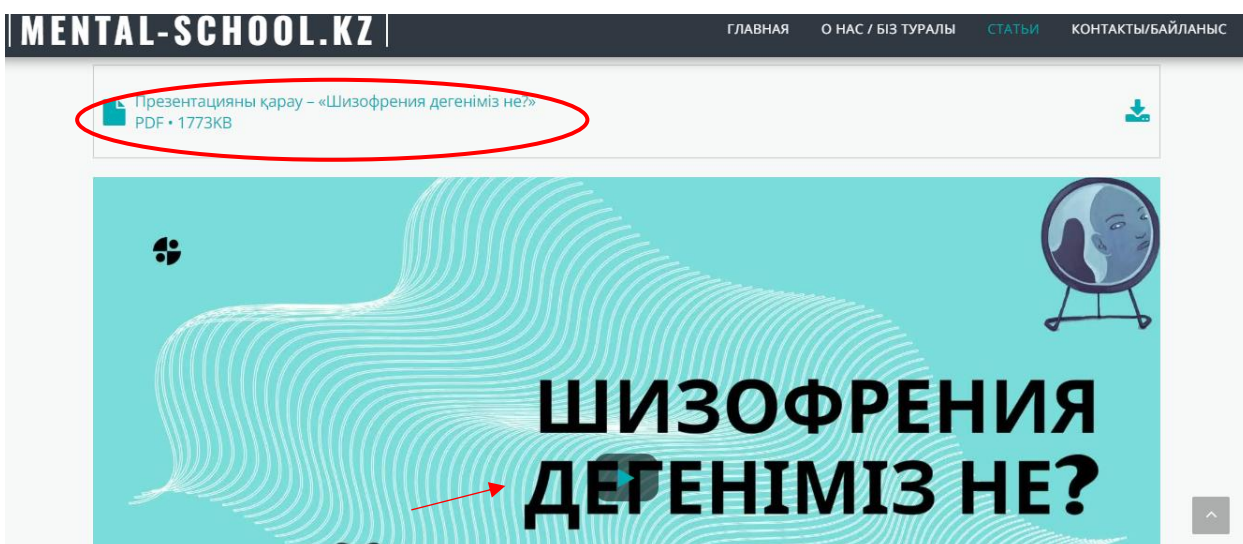 MENTAL-SCHOOL.KZ
ГЛАВНАЯ О НАС / БІЗ ТУРАЛЫ СТАТЬИ КОНТАКТЫ/БАЙЛАНЫС
Презентацияны қарау – «Шизофрения дегеніміз не?»
PDF • 1773KB
ШИЗОФРЕНИЯ
ДЕГЕНІМІЗ НЕ?